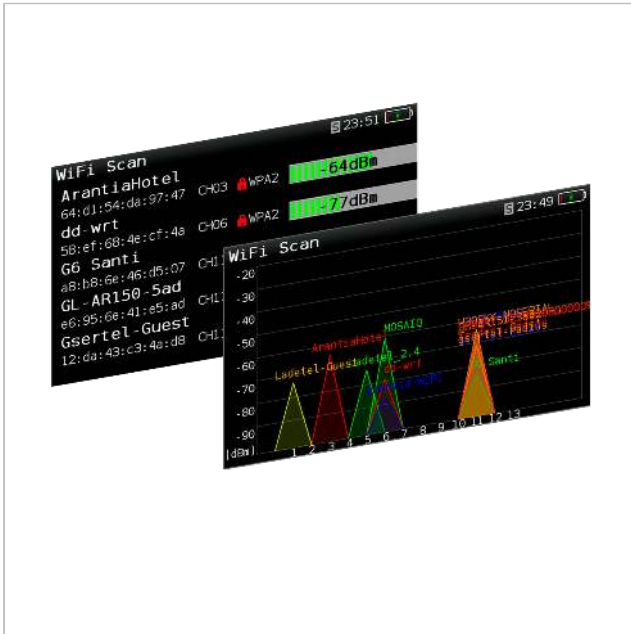 S 23:51
WiFi Scan
ArantiaHotel
64:d1:54:da:97:47 CH03 WPA2 -64dBm
dd-wrt
58:ef:68:4e:cf:4a CH06 WPA2 -77dBm
G6 Santi
a8:b8:6e:46:d5:07
GL-AR150-5ad
e6:95:6e:41:e5:ad
Gsertel-Guest
12:da:43:c3:4a:d8
S 23:49
WiFi Scan
-20
-30
-40
-50
-60
-70
-80
-90
[dBm]
MOSAIQ
ArantiaHotel
Ladetel-Guest
adetel_2.4
dd-wrt
gsertel-Radius
Santi
1 2 3 4 5 6 7 8 9 10 11 12 13